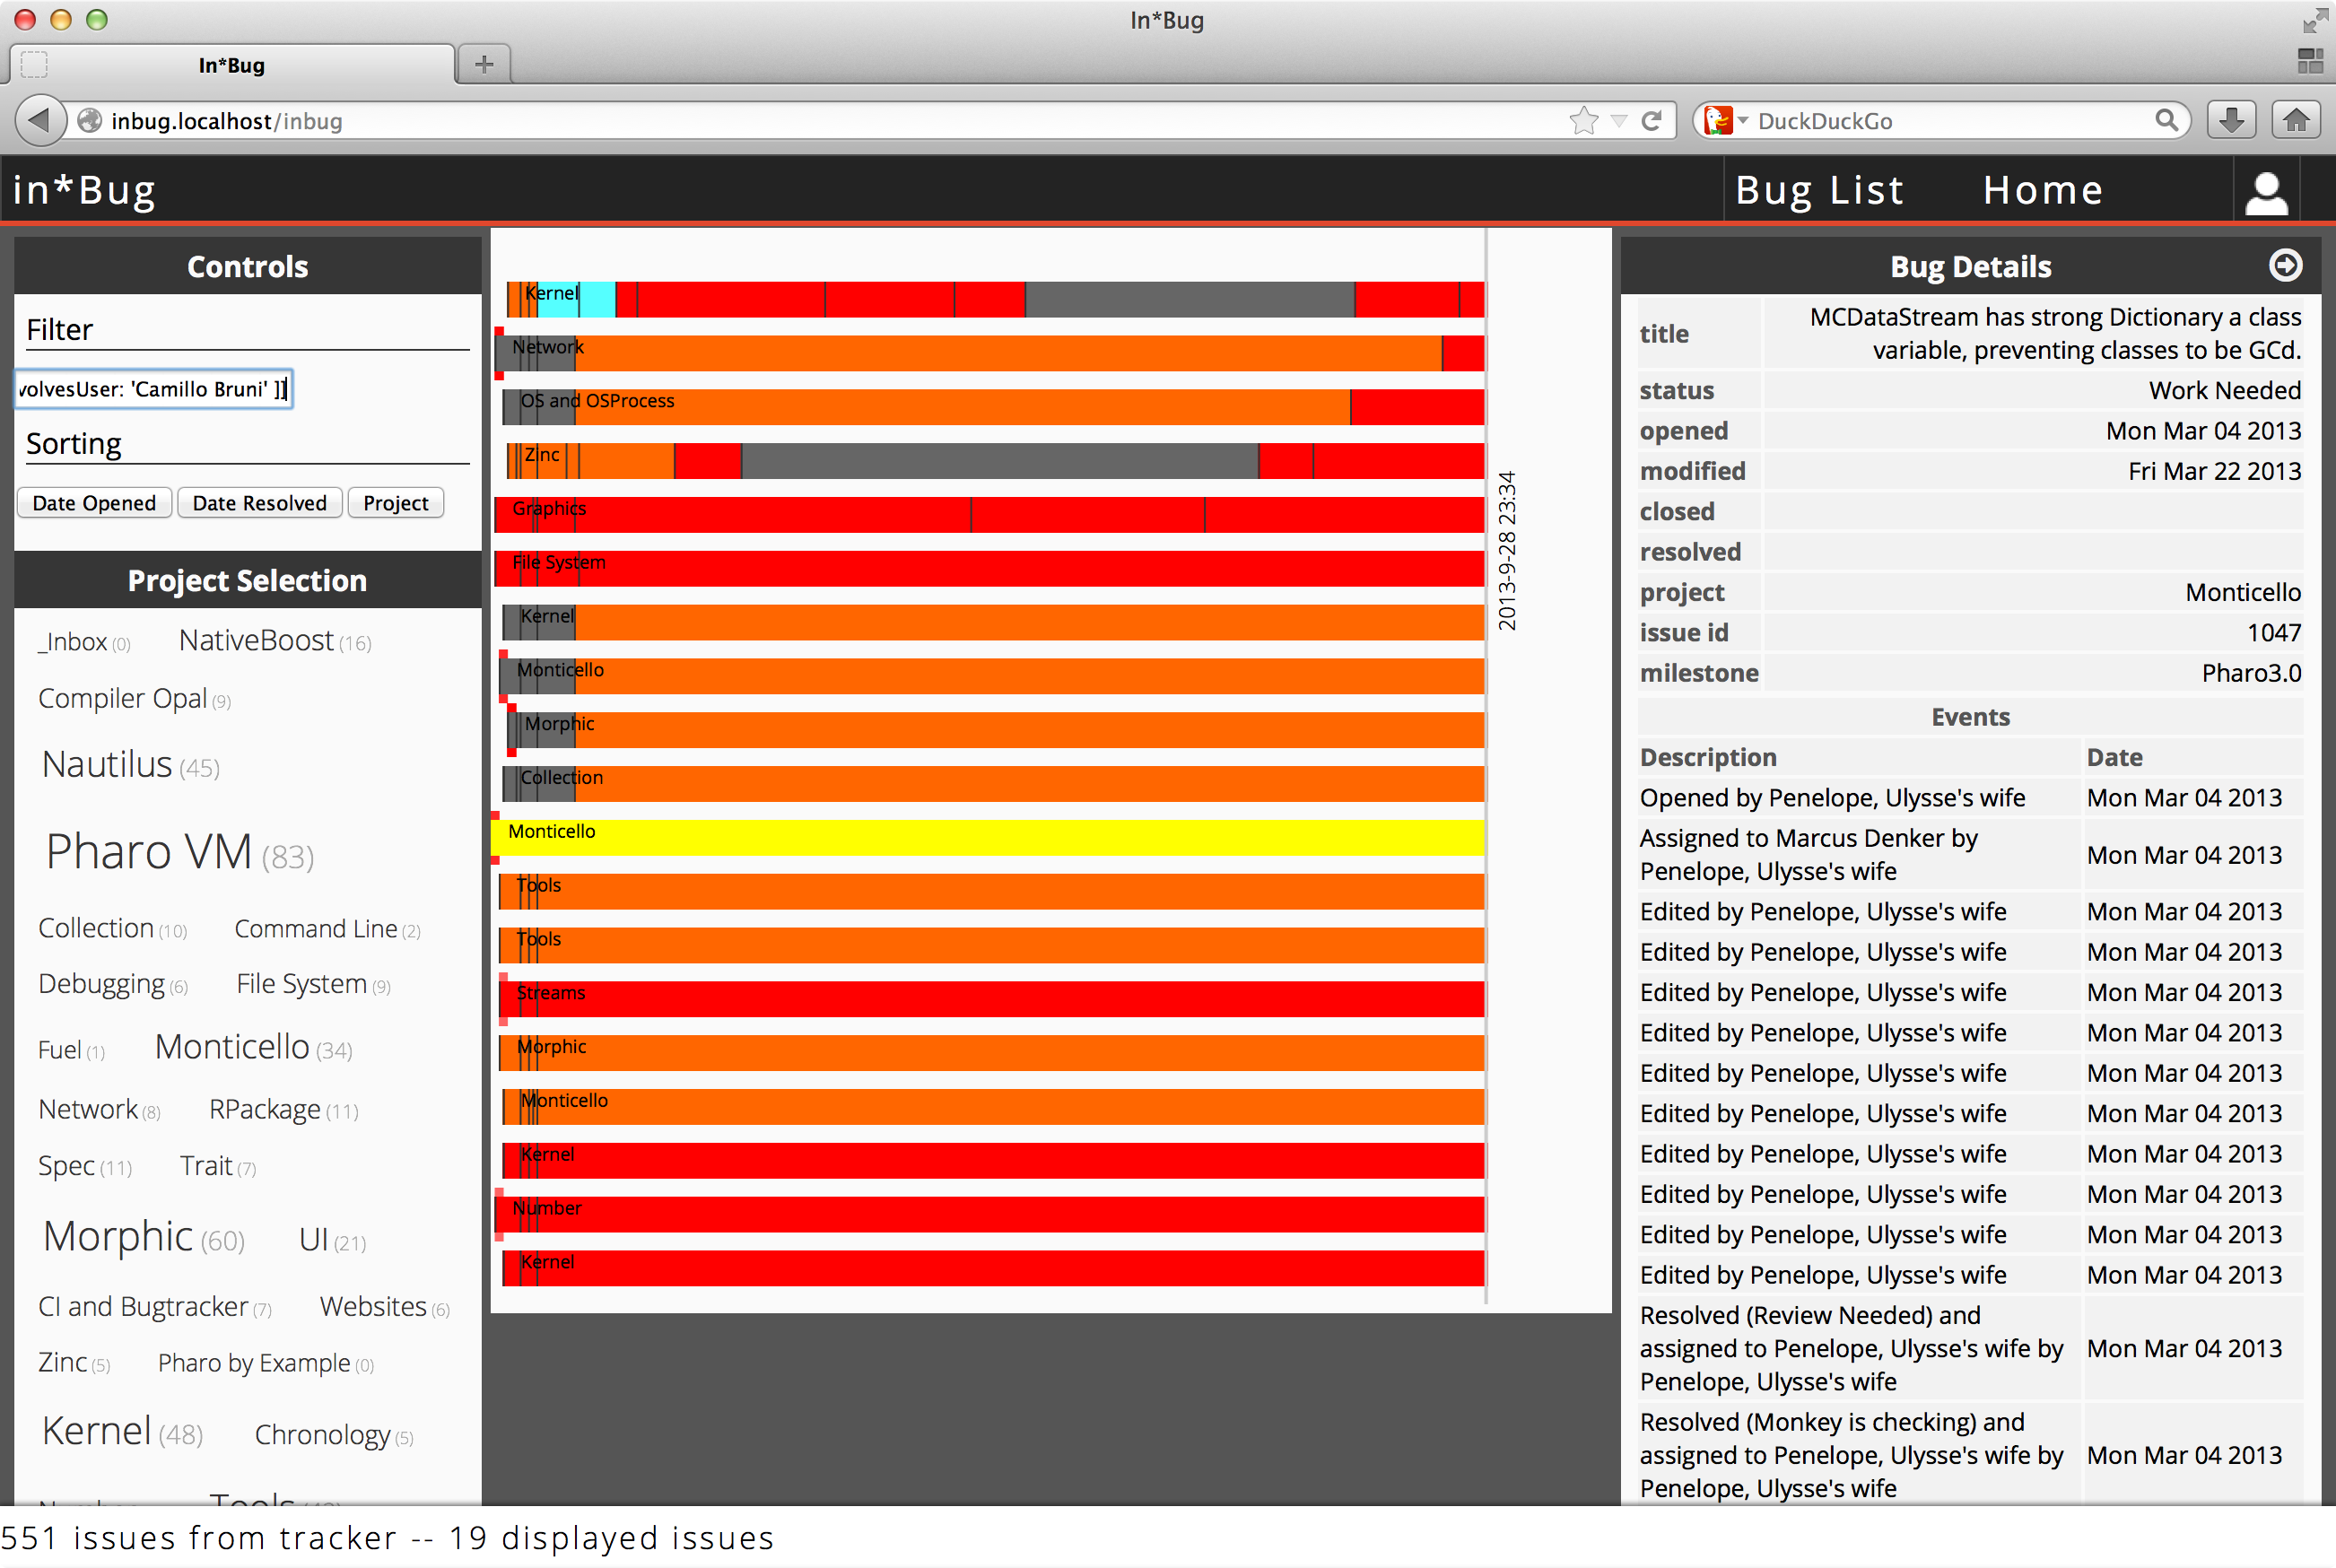 In*Bug
In*Bug
inbug.localhost/inbug
DuckDuckGo
in*Bug
Bug List
Home
Controls
Filter
volvesUser: 'Camillo Bruni' ]]
Sorting
Date Opened
Date Resolved
Project
Project Selection
_Inbox (0) NativeBoost (16)
Compiler Opal (9)
Nautilus (45)
Pharo VM (83)
Collection (10) Command Line (2)
Debugging (6) File System (9)
Fuel (1) Monticello (34)
Network (8) RPackage (11)
Spec (11) Trait (7)
Morphic (60) UI (21)
CI and Bugtracker (7) Websites (6)
Zinc (5) Pharo by Example (0)
Kernel (48) Chronology (5)
Kernel
Network
OS and OSProcess
Zinc
Graphics
File System
Kernel
Monticello
Morphic
Collection
Monticello
Tools
Tools
Streams
Morphic
Monticello
Kernel
Number
Kernel
2013-9-28 23:34
Bug Details
title MCDataStream has strong Dictionary a class
variable, preventing classes to be GCd.
status Work Needed
opened Mon Mar 04 2013
modified Fri Mar 22 2013
closed
resolved
project Monticello
issue id 1047
milestone Pharo3.0
Events
Description Date
Opened by Penelope, Ulysse's wife Mon Mar 04 2013
Assigned to Marcus Denker by
Penelope, Ulysse's wife Mon Mar 04 2013
Edited by Penelope, Ulysse's wife Mon Mar 04 2013
Edited by Penelope, Ulysse's wife Mon Mar 04 2013
Edited by Penelope, Ulysse's wife Mon Mar 04 2013
Edited by Penelope, Ulysse's wife Mon Mar 04 2013
Edited by Penelope, Ulysse's wife Mon Mar 04 2013
Edited by Penelope, Ulysse's wife Mon Mar 04 2013
Edited by Penelope, Ulysse's wife Mon Mar 04 2013
Edited by Penelope, Ulysse's wife Mon Mar 04 2013
Edited by Penelope, Ulysse's wife Mon Mar 04 2013
Edited by Penelope, Ulysse's wife Mon Mar 04 2013
Resolved (Review Needed) and
assigned to Penelope, Ulysse's wife by Mon Mar 04 2013
Penelope, Ulysse's wife
Resolved (Monkey is checking) and
assigned to Penelope, Ulysse's wife by Mon Mar 04 2013
Penelope, Ulysse's wife
551 issues from tracker -- 19 displayed issues